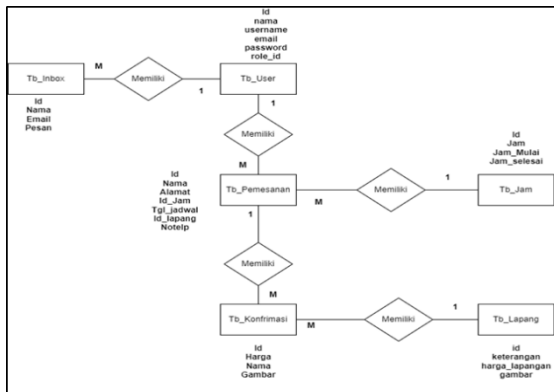 Id
nama
username
email
password
role_id
Tb_Inbox
M
Memiliki
1
Tb_User
Id
Nama
Email
Pesan
1
Memiliki
M
Id
Nama
Alamat
Id_Jam
Tgl_jadwal
Id_lapang
Notelp
Tb_Pemesanan
M
Memiliki
1
Tb_Jam
Id
Jam
Jam_Mulai
Jam_selesai
1
Memiliki
M
Tb_Konfrimasi
M
Memiliki
1
Tb_Lapang
Id
Harga
Nama
Gambar
id
keterangan
harga_lapangan
gambar